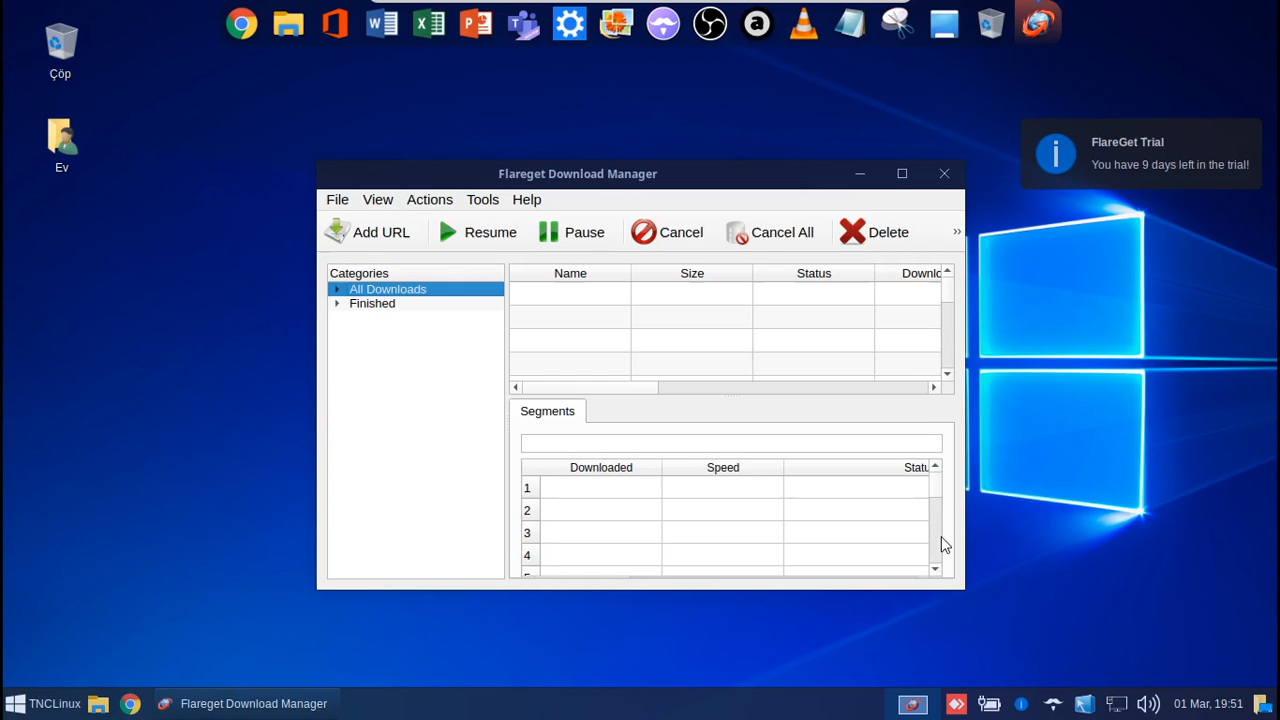 Çöp
Ev
FlareGet Trial
You have 9 days left in the trial!
Flareget Download Manager
File View Actions Tools Help
Add URL Resume Pause Cancel Cancel All Delete »
Categories
All Downloads
Finished
Name Size Status Downlo
Segments
Downloaded Speed Statu
1
2
3
4
TNCLinux Flareget Download Manager 01 Mar, 19:51